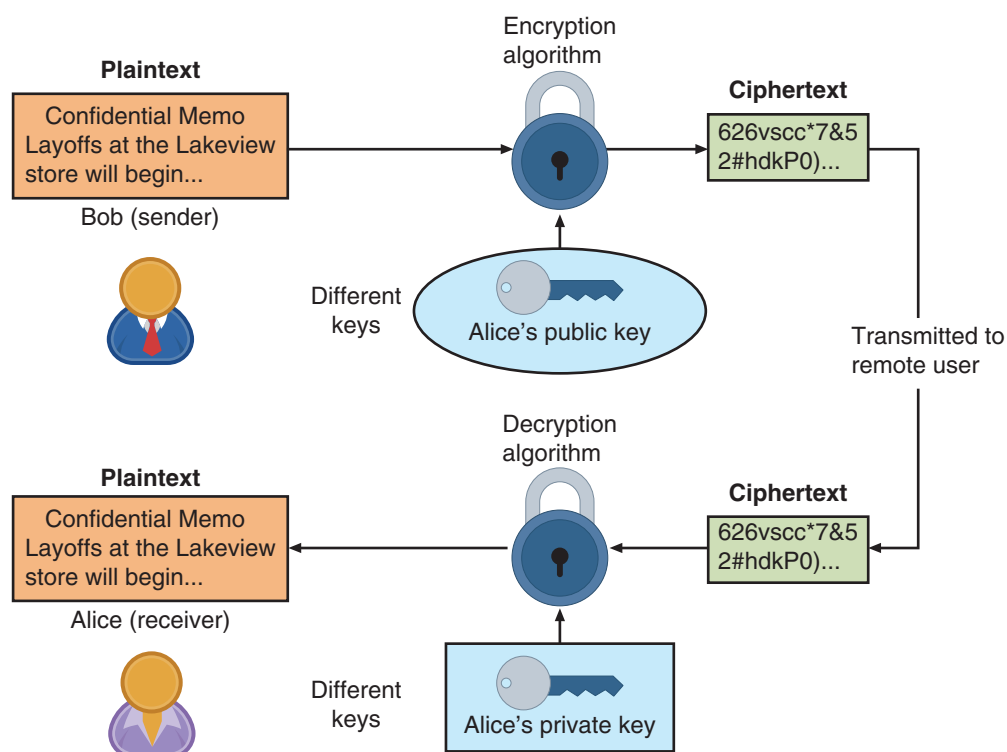 Encryption
algorithm
Plaintext
Confidential Memo
Layoffs at the Lakeview
store will begin...
Bob (sender)
Ciphertext
626vscc*7&52
2#hdkP0)...
Different
keys
Alice's public key
Transmitted to
remote user
Decryption
algorithm
Plaintext
Confidential Memo
Layoffs at the Lakeview
store will begin...
Alice (receiver)
Ciphertext
626vscc*7&5
2#hdkP0)...
Different
keys
Alice's private key